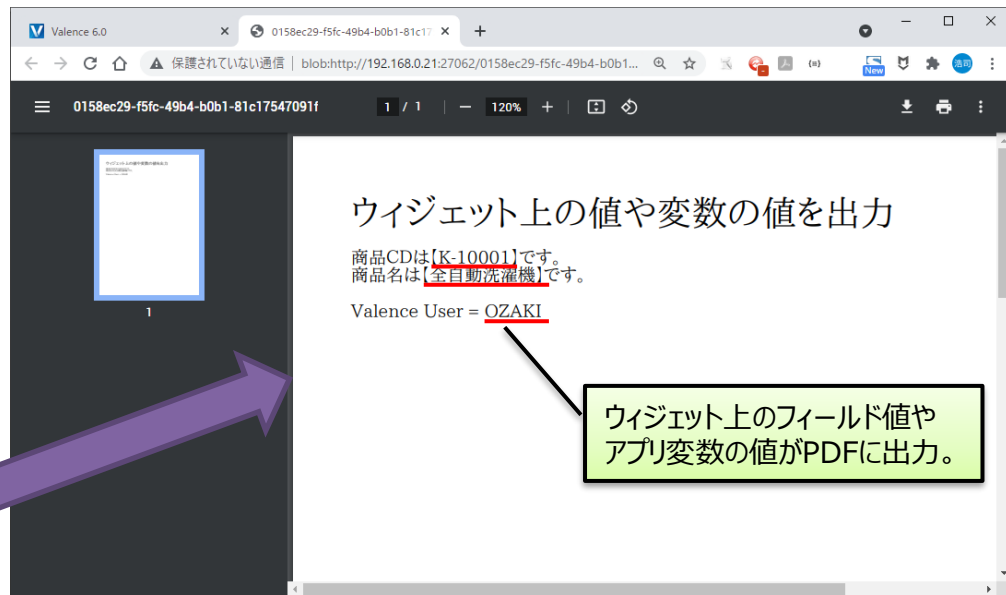 Valence 6.0
0158ec29-f5fc-49b4-b0b1-81c17
保護されていない通信 | blob:http://192.168.0.21:27062/0158ec29-f5fc-49b4-b0b1...
New
浩司
0158ec29-f5fc-49b4-b0b1-81c17547091f
1 / 1
120%
1
ウィジェット上の値や変数の値を出力
商品CDは【K-10001】です。
商品名は【全自動洗濯機】です。
Valence User = OZAKI
ウィジェット上のフィールド値や
アプリ変数の値がPDFに出力。